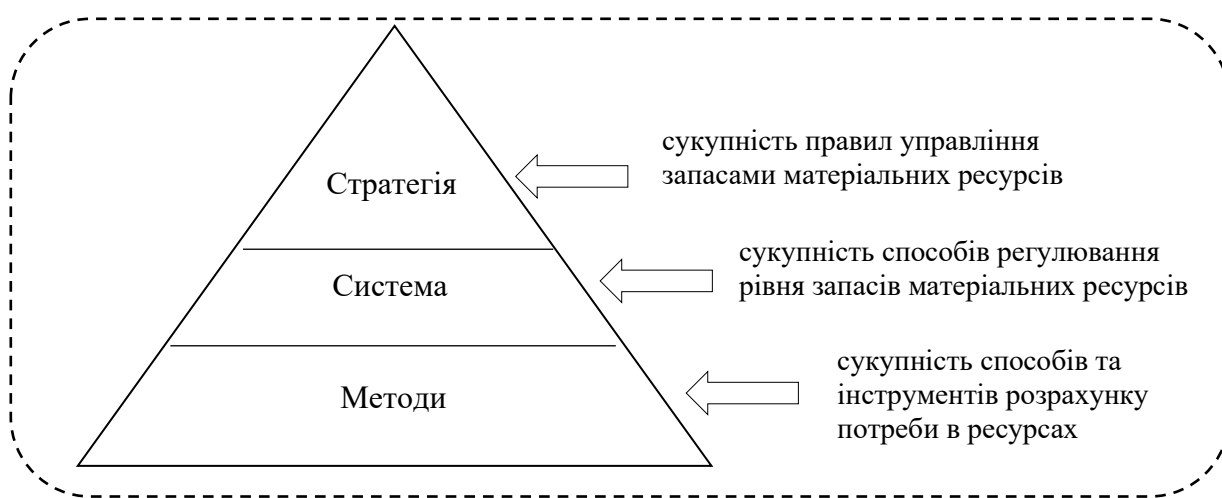 Стратегія
сукупність правил управління
запасами матеріальних ресурсів
Система
сукупність способів регулювання
рівня запасів матеріальних ресурсів
Методи
сукупність способів та
інструментів розрахунку
потреби в ресурсах